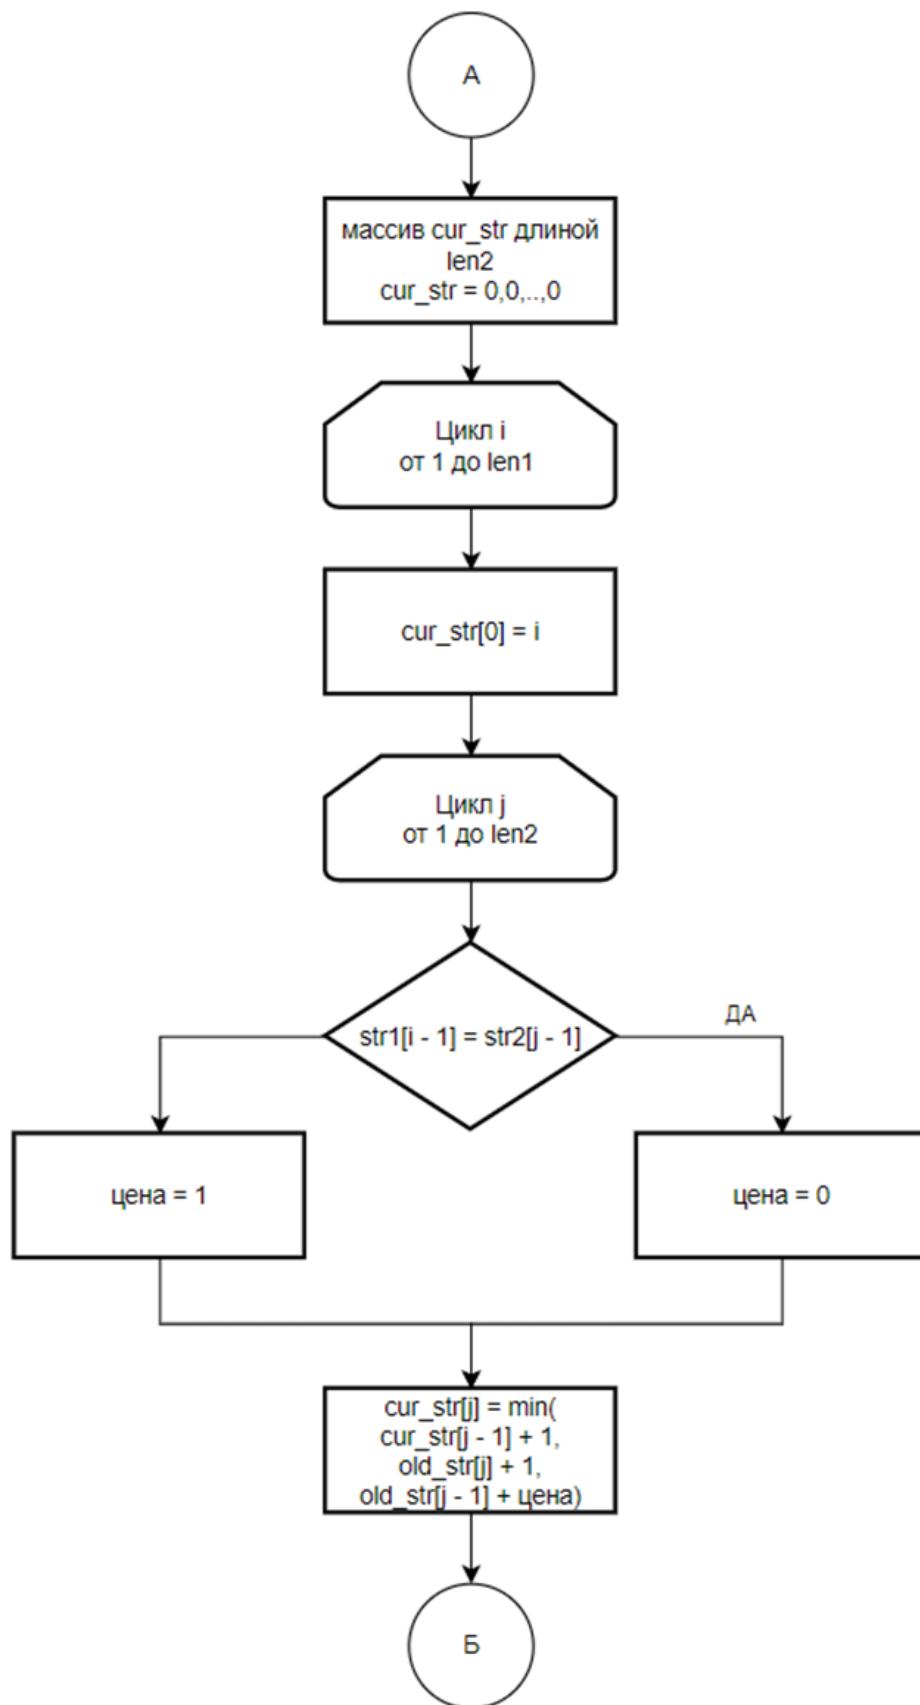 А
массив cur_str длиной
len2
cur_str = 0,0,..,0
Цикл i
от 1 до len1
cur_str[0] = i
Цикл j
от 1 до len2
str1[i - 1] = str2[j - 1]
ДА
цена = 1
цена = 0
cur_str[j] = min(
cur_str[j - 1] + 1,
old_str[j] + 1,
old_str[j - 1] + цена)
Б